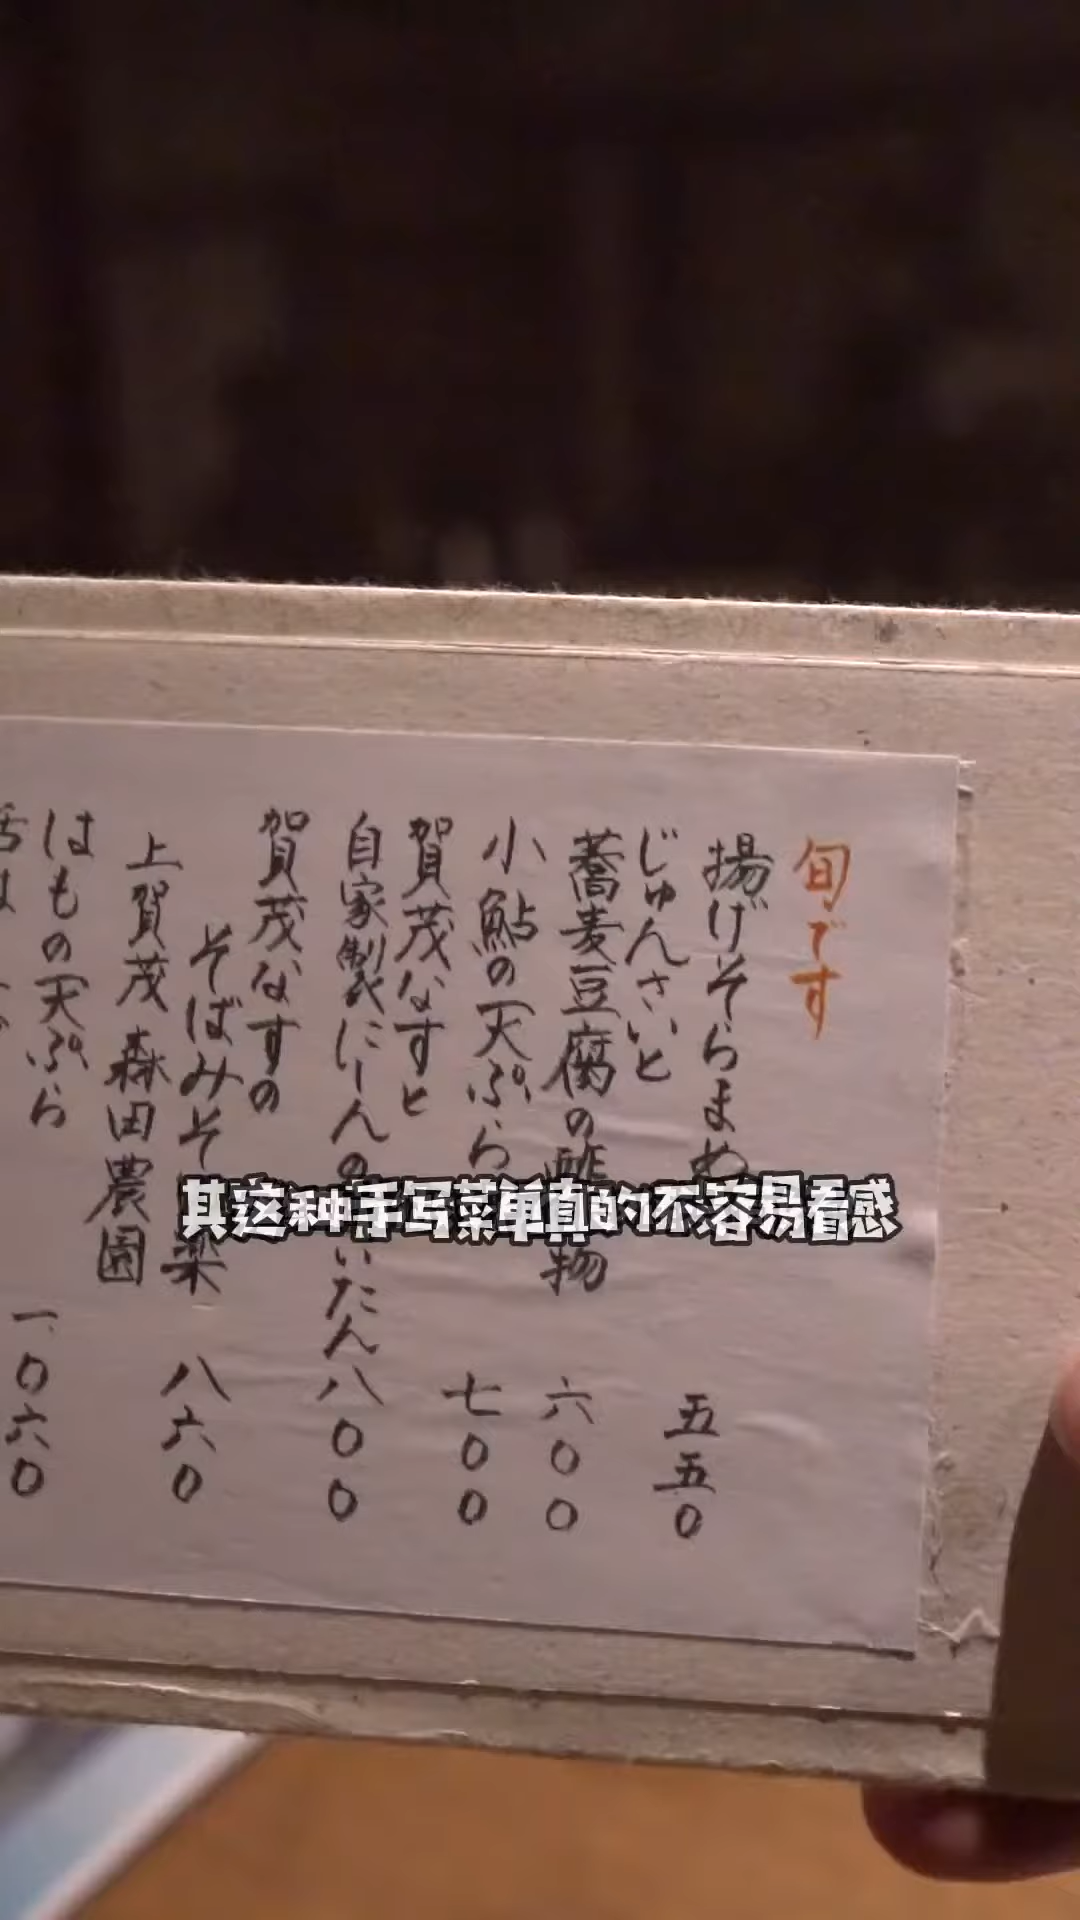 旬です
揚げそらまめ 五五〇
じゅんさいと
蕎麦豆腐の酢 物 六〇〇
小鮎の天ぷら 七〇〇
賀茂なすと
自家製にしんの いたん 八〇〇
賀茂なすの
そばみそ 楽 八六〇
上賀茂 森田農園
はもの天ぷら 一〇六〇
其这种手写菜单真的不容易看感